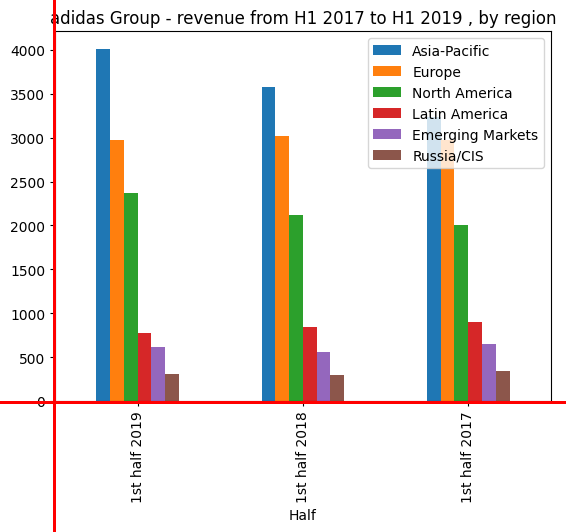 adidas Group - revenue from H1 2017 to H1 2019 , by region
4000
3500
3000
2500
2000
1500
1000
500
0
Asia-Pacific
Europe
North America
Latin America
Emerging Markets
Russia/CIS
1st half 2019
1st half 2018
1st half 2017
Half